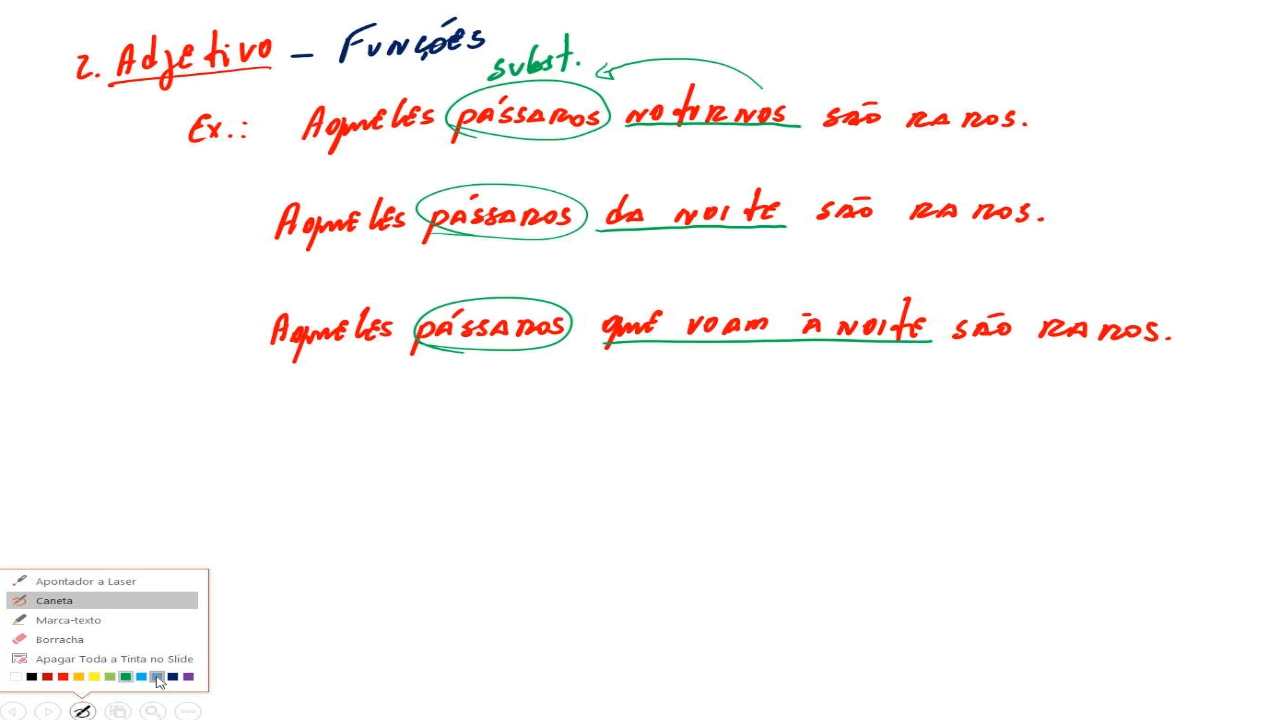 2. Adjetivo – Funções
subst.
Ex.: Aqueles pássaros noturnos são raros.
Aqueles pássaros da noite são raros.
Aqueles pássaros que voam à noite são raros.
Apontador a Laser
Caneta
Marca-texto
Borracha
Apagar Toda a Tinta no Slide